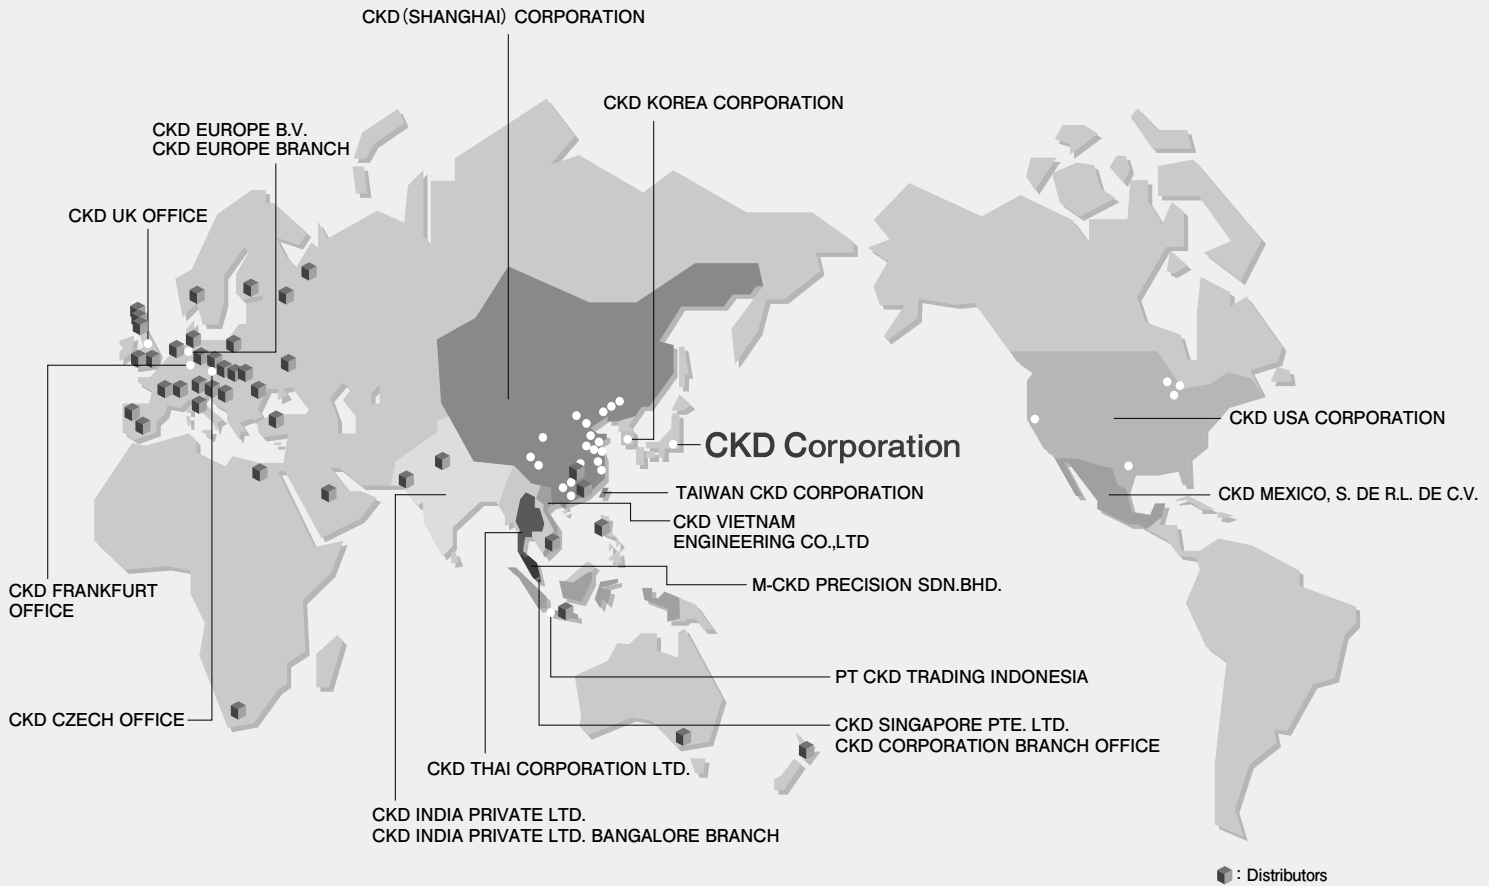 CKD(SHANGHAI) CORPORATION
CKD KOREA CORPORATION
CKD EUROPE B.V.
CKD EUROPE BRANCH
CKD UK OFFICE
CKD USA CORPORATION
CKD Corporation
TAIWAN CKD CORPORATION
CKD MEXICO, S. DE R.L. DE C.V.
CKD VIETNAM
ENGINEERING CO.,LTD
M-CKD PRECISION SDN.BHD.
CKD FRANKFURT
OFFICE
PT CKD TRADING INDONESIA
CKD CZECH OFFICE
CKD SINGAPORE PTE. LTD.
CKD CORPORATION BRANCH OFFICE
CKD THAI CORPORATION LTD.
CKD INDIA PRIVATE LTD.
CKD INDIA PRIVATE LTD. BANGALORE BRANCH
: Distributors